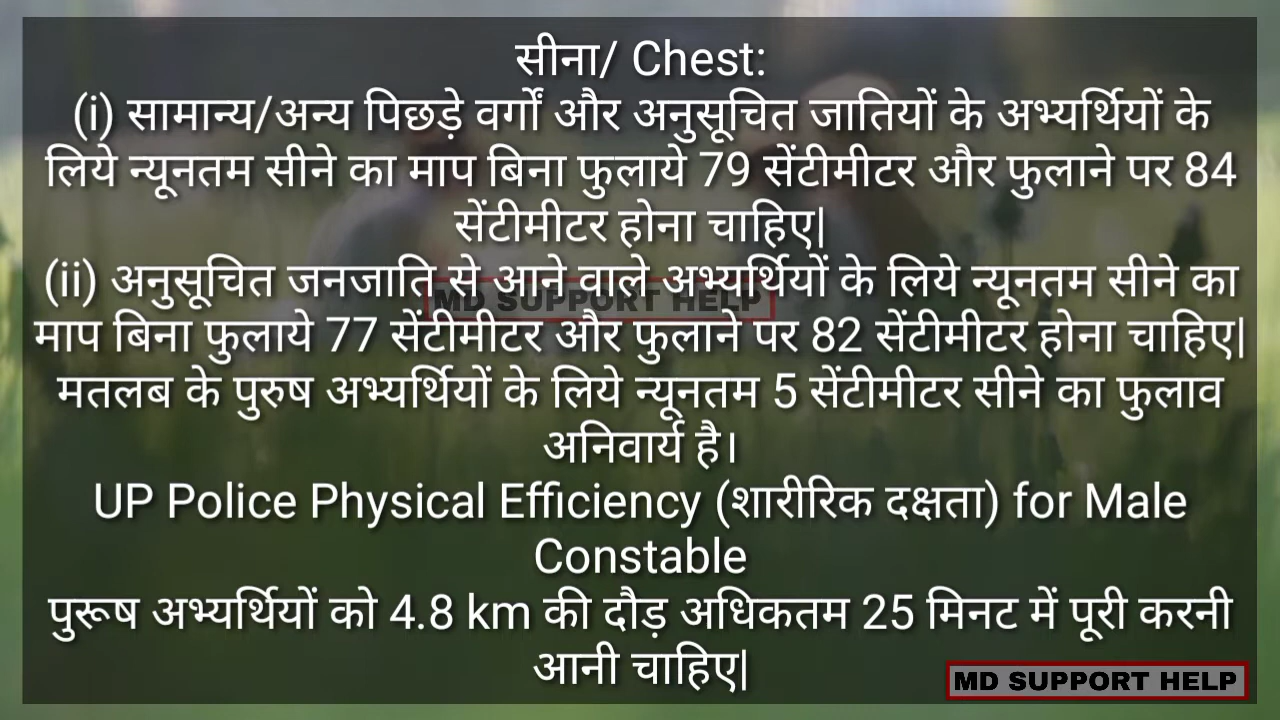 सीना/ Chest:
(i) सामान्य/अन्य पिछड़े वर्गों और अनुसूचित जातियों के अभ्यर्थियों के
लिये न्यूनतम सीने का माप बिना फुलाये 79 सेंटीमीटर और फुलाने पर 84
सेंटीमीटर होना चाहिए|
(ii) अनुसूचित जनजाति से आने वाले अभ्यर्थियों के लिये न्यूनतम सीने का
MD SUPPORT HELP
माप बिना फुलाये 77 सेंटीमीटर और फुलाने पर 82 सेंटीमीटर होना चाहिए|
मतलब के पुरुष अभ्यर्थियों के लिये न्यूनतम 5 सेंटीमीटर सीने का फुलाव
अनिवार्य है।
UP Police Physical Efficiency (शारीरिक दक्षता) for Male
Constable
पुरूष अभ्यर्थियों को 4.8 km की दौड़ अधिकतम 25 मिनट में पूरी करनी
आनी चाहिए|
MD SUPPORT HELP